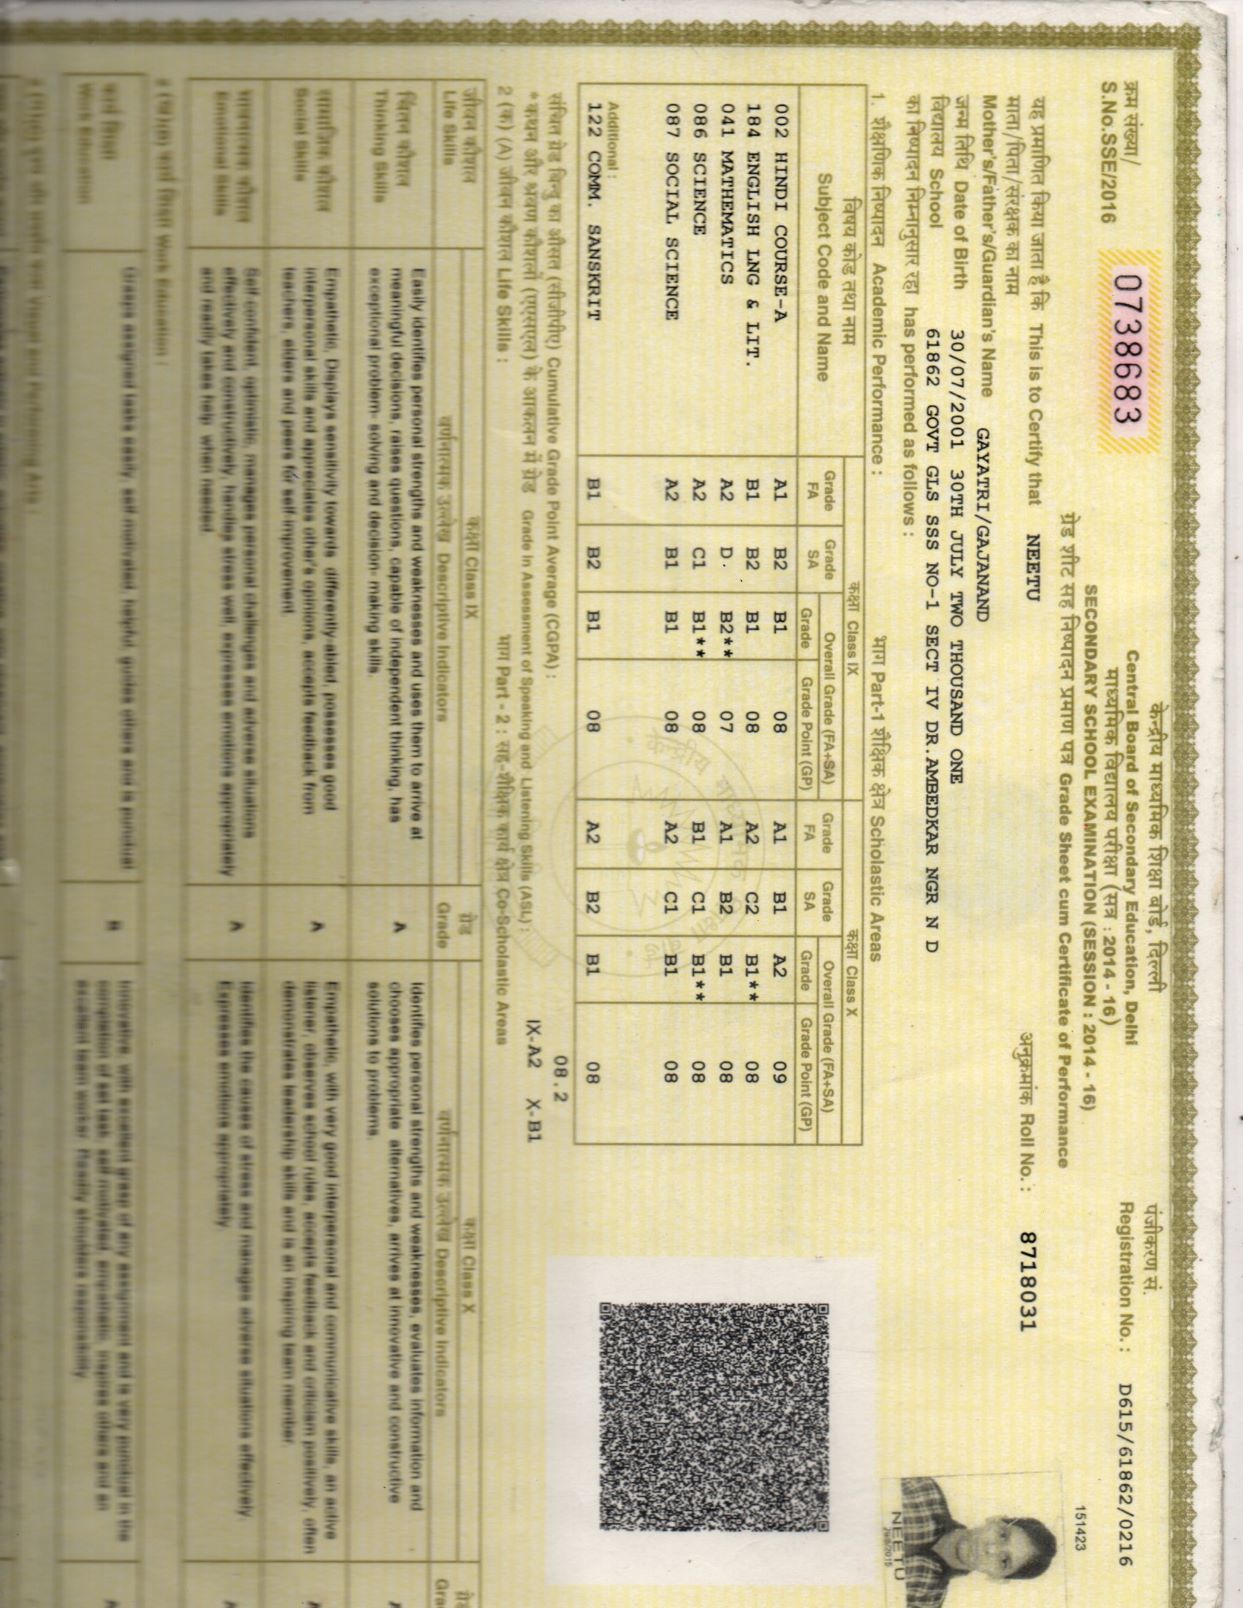 केन्द्रीय माध्यमिक शिक्षा बोर्ड, दिल्ली
Central Board of Secondary Education, Delhi
माध्यमिक विद्यालय परीक्षा (सत्र : 2014 - 16)
SECONDARY SCHOOL EXAMINATION (SESSION : 2014 - 16)
ग्रेड शीट सह निष्पादन प्रमाण पत्र Grade Sheet cum Certificate of Performance
क्रम संख्या/
S.No.SSE/2016 0738683
पंजीकरण सं.
Registration No. : D615/61862/0216
151423
यह प्रमाणित किया जाता है कि This is to Certify that NEETU
अनुक्रमांक Roll No. : 8718031
माता/पिता/संरक्षक का नाम
Mother's/Father's/Guardian's Name GAYATRI/GAJANAND
जन्म तिथि Date of Birth 30/07/2001 30TH JULY TWO THOUSAND ONE
विद्यालय School 61862 GOVT GLS SSS NO-1 SECT IV DR.AMBEDKAR NGR N D
का निष्पादन निम्नानुसार रहा has performed as follows :
NEETU
1. शैक्षणिक निष्पादन Academic Performance : भाग Part-1 शैक्षिक क्षेत्र Scholastic Areas
विषय कोड तथा नाम
Subject Code and Name
कक्षा Class IX कक्षा Class X
Grade FA Grade SA Overall Grade (FA+SA) Grade FA Grade SA Overall Grade (FA+SA)
Grade Grade Point (GP) Grade Grade Point (GP)
002 HINDI COURSE-A A1 B2 B1 08 A1 B1 A2 09
184 ENGLISH LNG & LIT. B1 B2 B1 08 A2 C2 B1** 08
041 MATHEMATICS A2 D. B2** 07 A1 B2 B1 08
086 SCIENCE A2 C1 B1** 08 B1 C1 B1** 08
087 SOCIAL SCIENCE A2 B1 B1 08 A2 C1 B1 08
Additional :
122 COMM. SANSKRIT B1 B2 B1 08 A2 B2 B1 08
संचित ग्रेड बिन्दु का औसत (सीजीपीए) Cumulative Grade Point Average (CGPA) : 08.2
*कथन और श्रवण कौशलों (एएसएल) के आकलन में ग्रेड Grade in Assessment of Speaking and Listening Skills (ASL) : IX-A2 X-B1
2 (क) (A) जीवन कौशल Life Skills : भाग Part - 2 : सह-शैक्षिक कार्य क्षेत्र Co-Scholastic Areas
जीवन कौशल
Life Skills
कक्षा Class IX
वर्णनात्मक उल्लेख Descriptive Indicators
ग्रेड
Grade
कक्षा Class X
वर्णनात्मक उल्लेख Descriptive Indicators
चिंतन कौशल
Thinking Skills
Easily identifies personal strengths and weaknesses and uses them to arrive at
meaningful decisions, raises questions, capable of independent thinking, has
exceptional problem- solving and decision- making skills.
A
Identifies personal strengths and weaknesses, evaluates information and
chooses appropriate alternatives, arrives at innovative and constructive
solutions to problems.
सामाजिक कौशल
Social Skills
Empathetic, Displays sensitivity towards differently-abled, possesses good
interpersonal skills and appreciates other's opinions, accepts feedback from
teachers, elders and peers for self-improvement.
A
Empathetic, with very good interpersonal and communicative skills, an active
listener, observes school rules, accepts feedback and criticism positively, often
demonstrates leadership skills and is an inspiring team member.
भावनात्मक कौशल
Emotional Skills
Self-confident, optimistic, manages personal challenges and adverse situations
effectively and constructively, handles stress well, expresses emotions appropriately
and readily takes help when needed.
A
Identifies the causes of stress and manages adverse situations effectively.
Expresses emotions appropriately.
कार्य शिक्षा Work Education :
कार्य शिक्षा
Work Education
Grasps assigned tasks easily, self-motivated, helpful, guides others and is punctual.
B
Innovative, with excellent grasp of any assignment and is very punctual in the
completion of set task, self-motivated, empathetic, inspires others and an
excellent team worker. Readily shoulders responsibility.
Visual and Performing Arts :